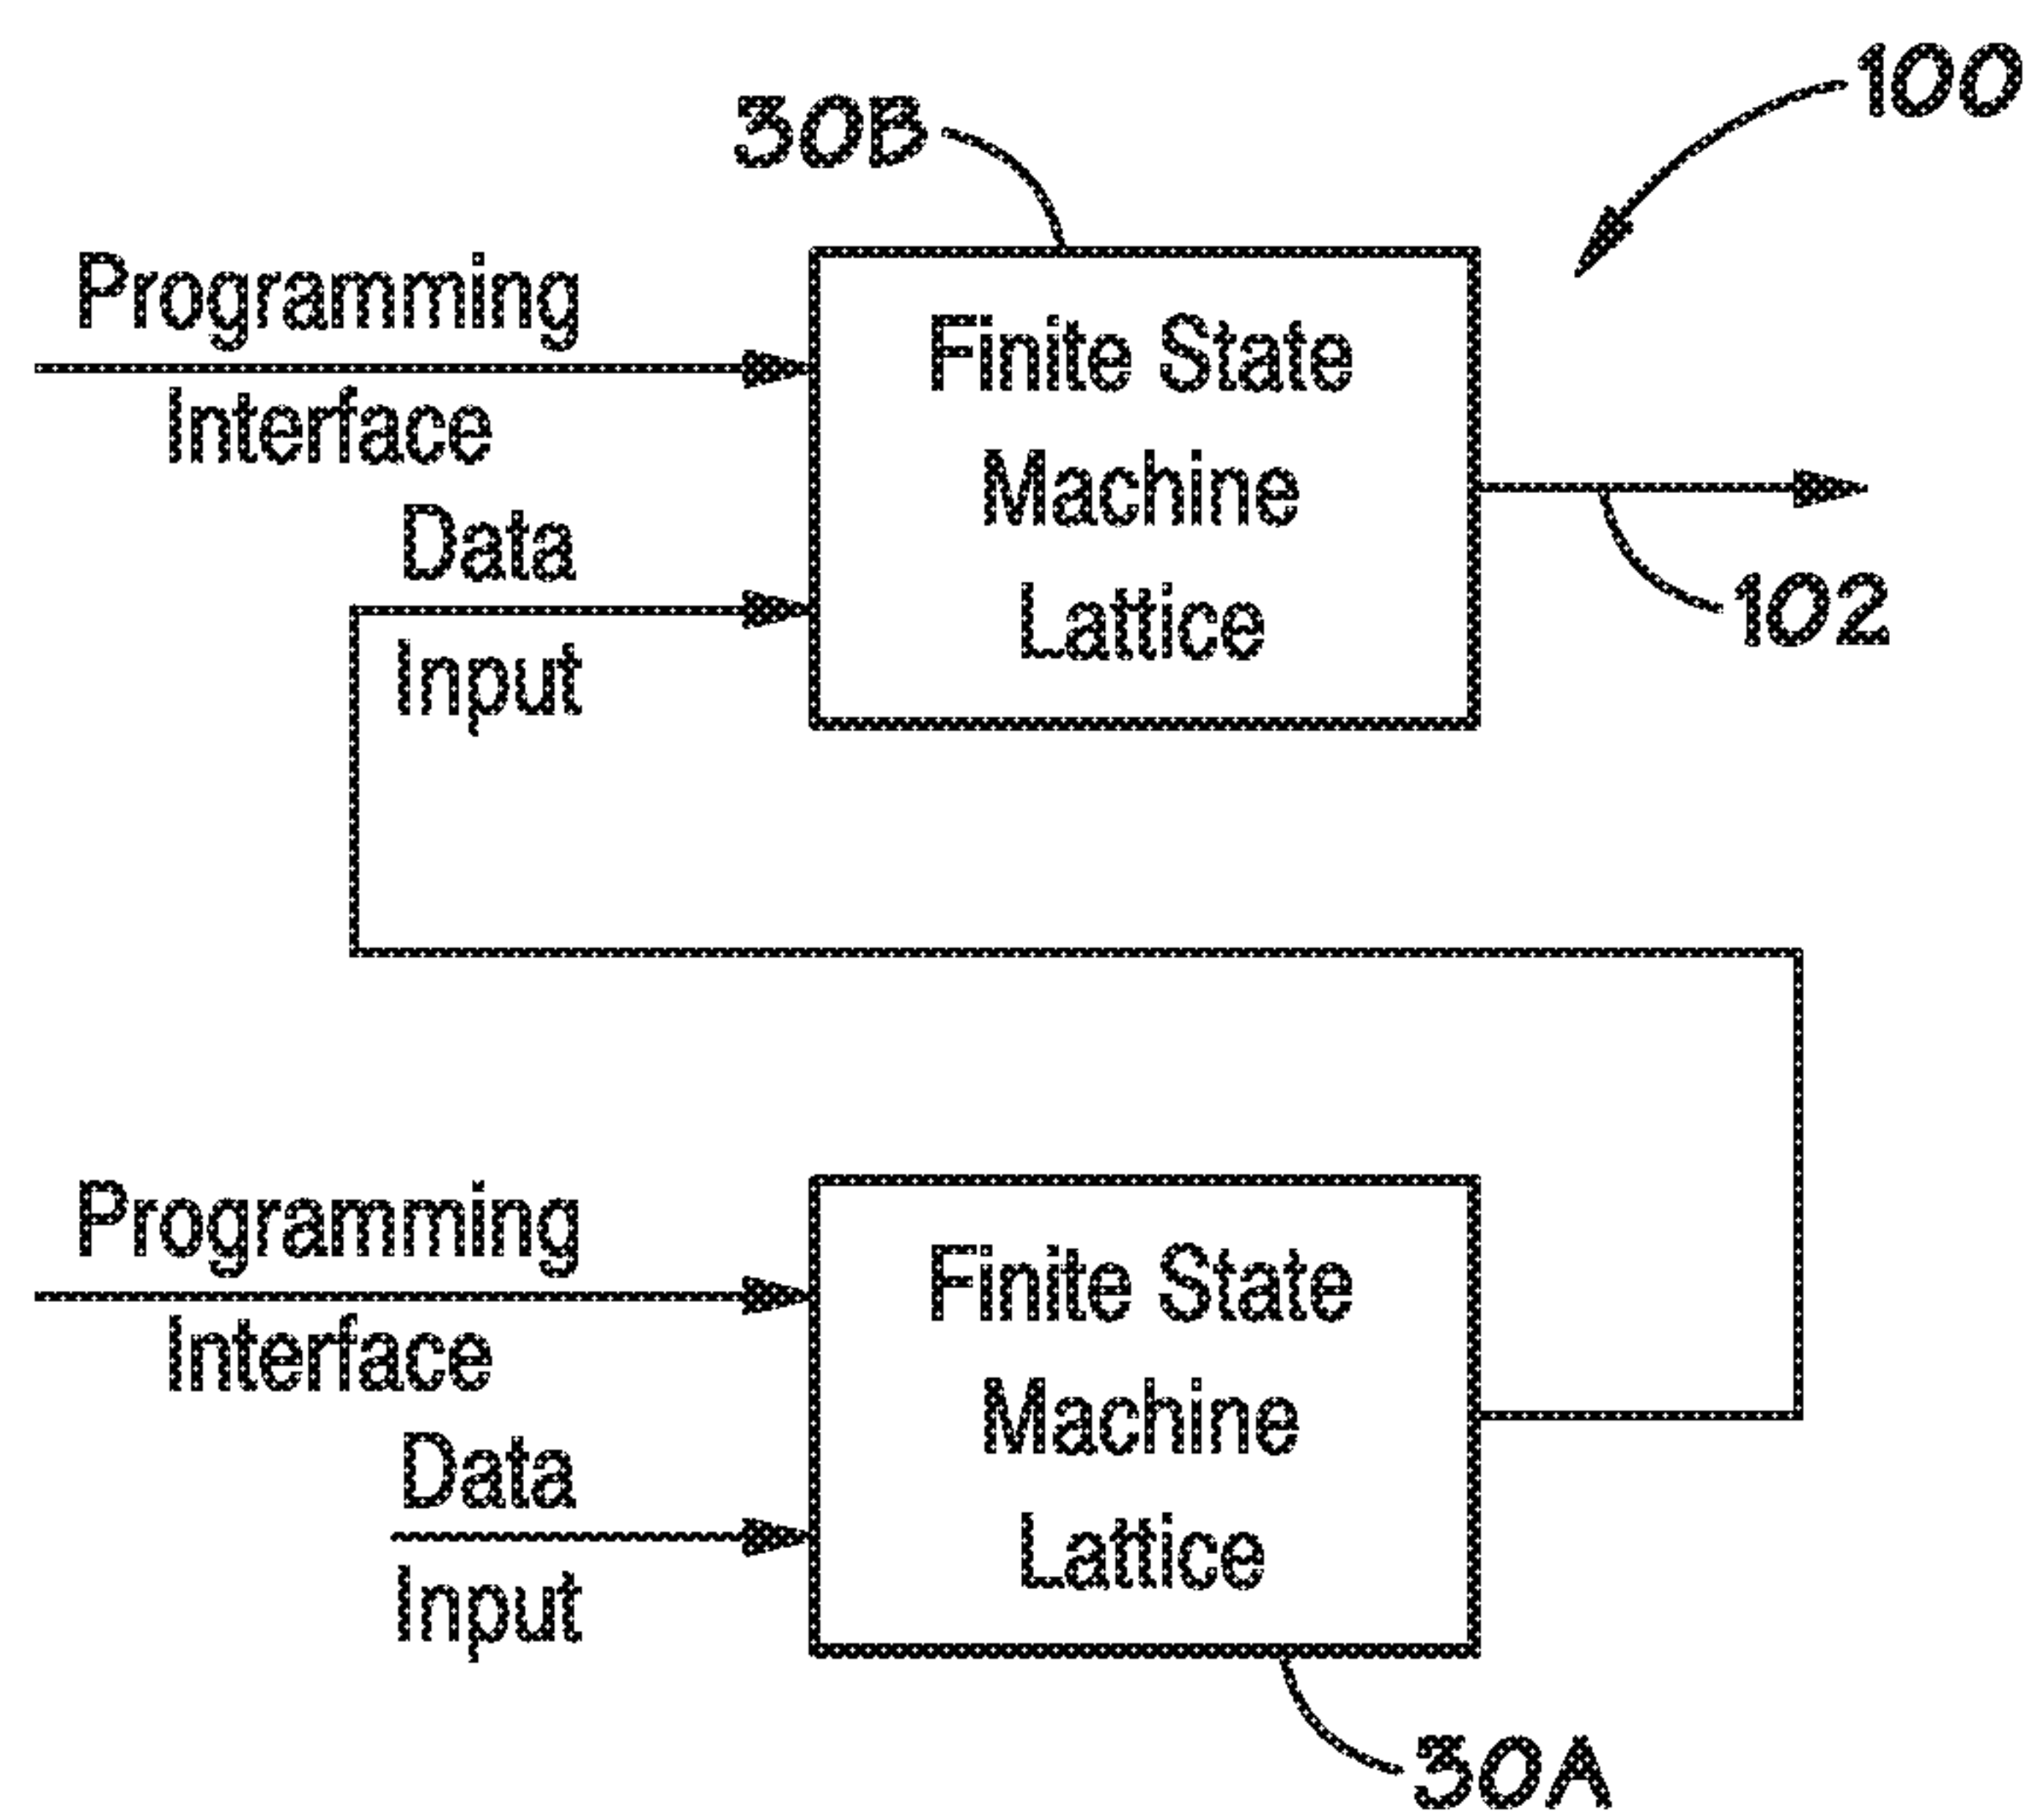 100
30B
Programming
Interface
Data
Input
Finite State
Machine
Lattice
102
Programming
Interface
Data
Input
Finite State
Machine
Lattice
30A